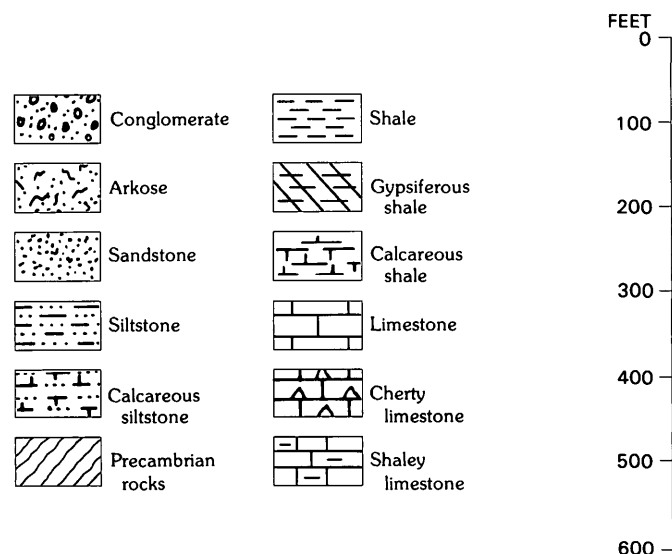 Conglomerate
Arkose
Sandstone
Siltstone
Calcareous
siltstone
Precambrian
rocks
Shale
Gypsiferous
shale
Calcareous
shale
Limestone
Cherty
limestone
Shaley
limestone
FEET
0
100
200
300
400
500
600